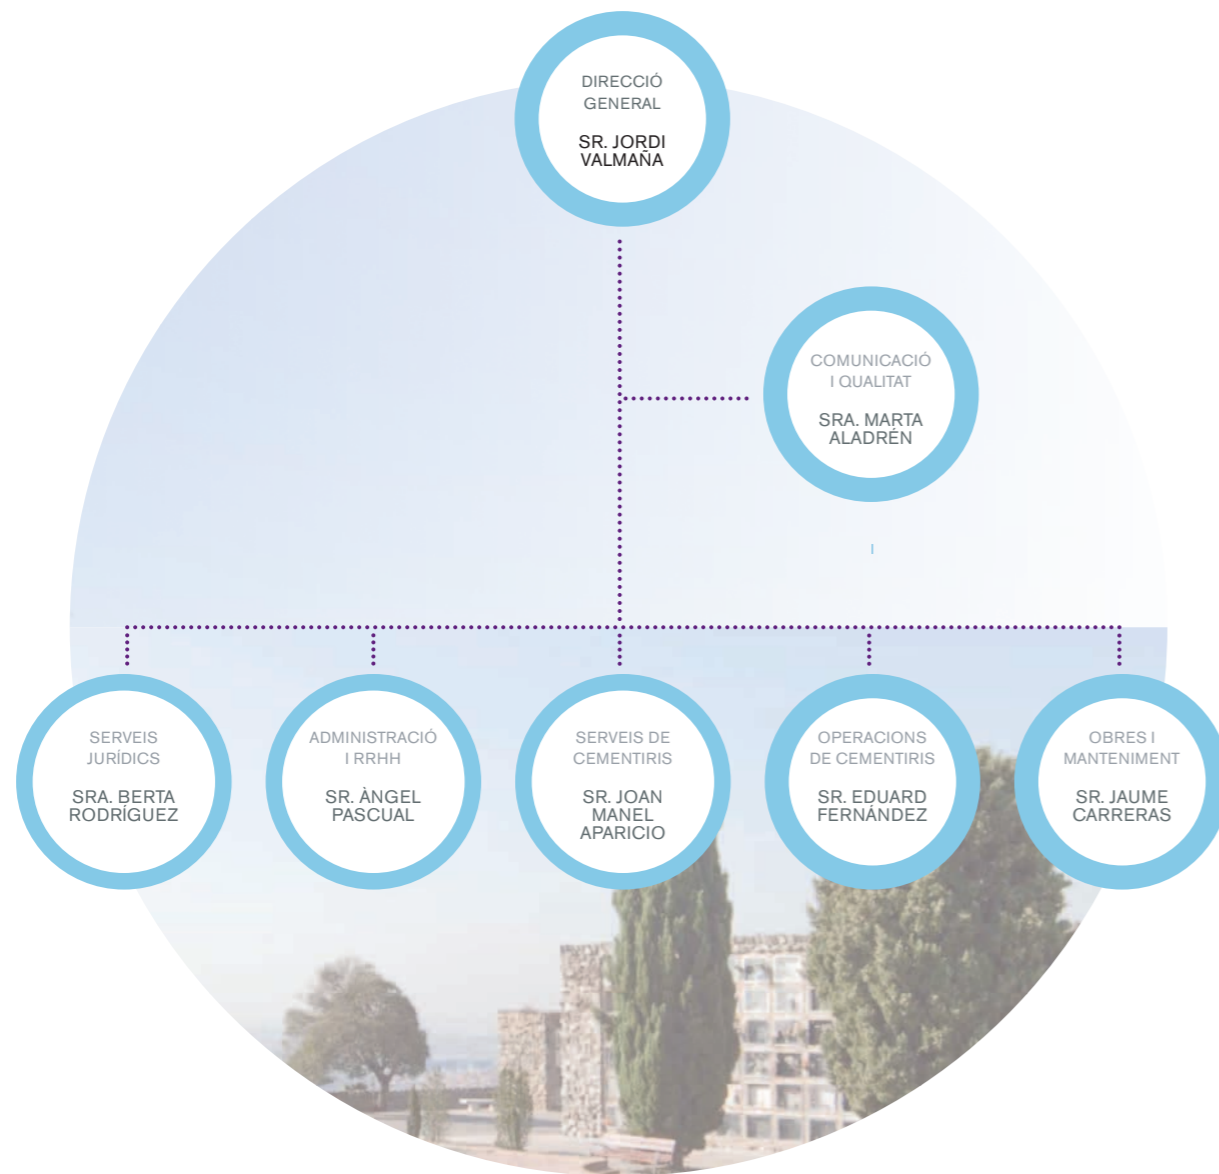 DIRECCIÓ
GENERAL
SR. JORDI
VALMAÑA
COMUNICACIÓ
I QUALITAT
SRA. MARTA
ALADRÉN
I
SERVEIS
JURÍDICS
SRA. BERTA
RODRÍGUEZ
ADMINISTRACIÓ
I RRHH
SR. ÀNGEL
PASCUAL
SERVEIS DE
CEMENTIRIS
SR. JOAN
MANEL
APARICIO
OPERACIONS
DE CEMENTIRIS
SR. EDUARD
FERNÁNDEZ
OBRES I
MANTENIMENT
SR. JAUME
CARRERAS